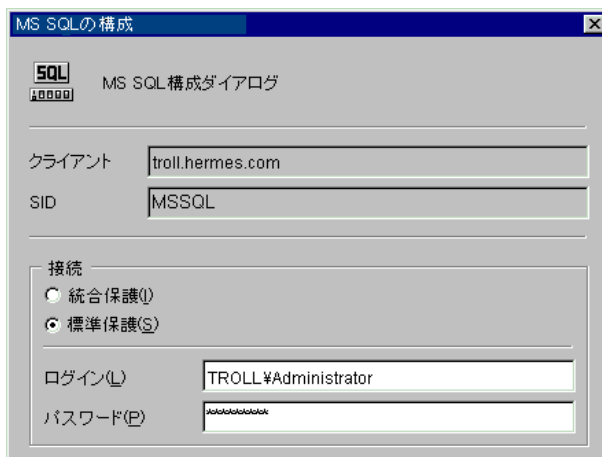 MS SQLの構成
SQL
MS SQL構成ダイアログ
クライアント troll.hermes.com
SID MSSQL
接続
統合保護(I)
標準保護(S)
ログイン(L) TROLL¥Administrator
パスワード(P) **********